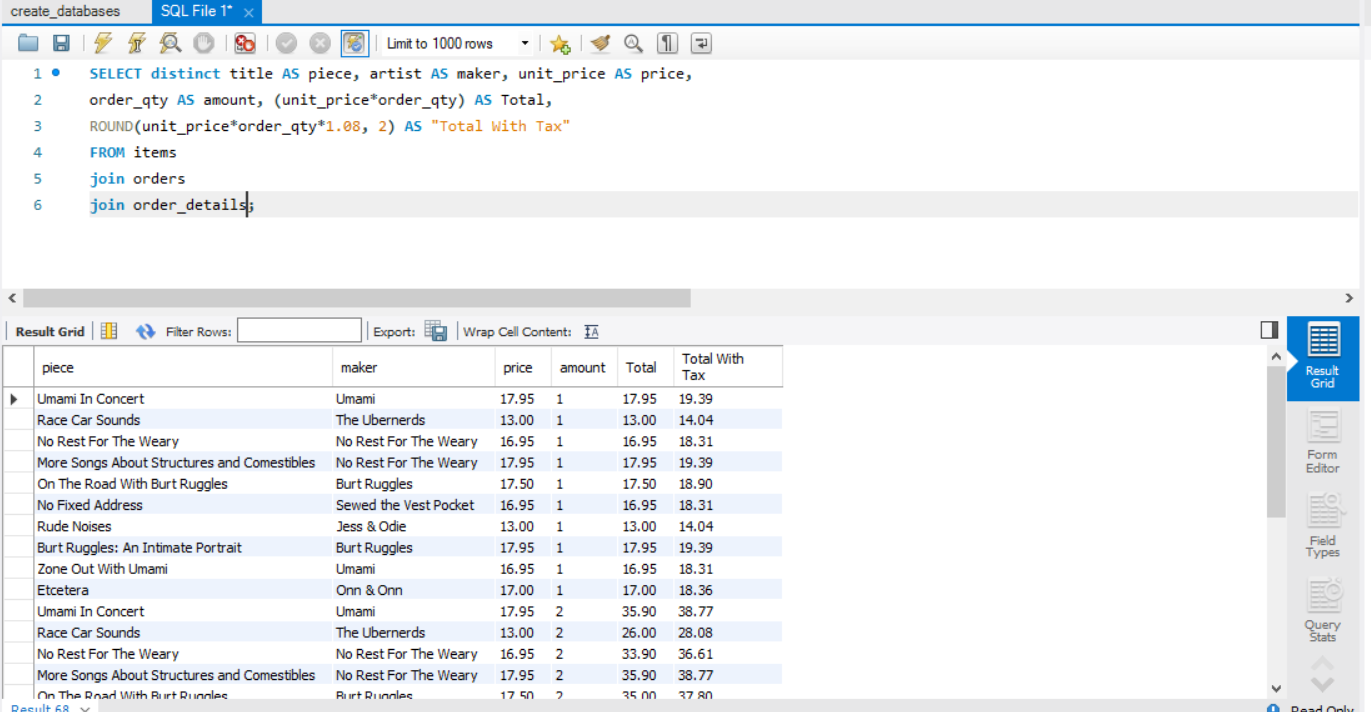 create_databases SQL File 1* ×
Limit to 1000 rows
1 SELECT distinct title AS piece, artist AS maker, unit_price AS price,
2 order_qty AS amount, (unit_price*order_qty) AS Total,
3 ROUND(unit_price*order_qty*1.08, 2) AS "Total With Tax"
4 FROM items
5 join orders
6 join order_details;
Result Grid Filter Rows: Export: Wrap Cell Content: IA
piece maker price amount Total Total With Tax
Umami In Concert Umami 17.95 1 17.95 19.39
Race Car Sounds The Ubernerds 13.00 1 13.00 14.04
No Rest For The Weary No Rest For The Weary 16.95 1 16.95 18.31
More Songs About Structures and Comestibles No Rest For The Weary 17.95 1 17.95 19.39
On The Road With Burt Ruggles Burt Ruggles 17.50 1 17.50 18.90
No Fixed Address Sewed the Vest Pocket 16.95 1 16.95 18.31
Rude Noises Jess & Odie 13.00 1 13.00 14.04
Burt Ruggles: An Intimate Portrait Burt Ruggles 17.95 1 17.95 19.39
Zone Out With Umami Umami 16.95 1 16.95 18.31
Etcetera Onn & Onn 17.00 1 17.00 18.36
Umami In Concert Umami 17.95 2 35.90 38.77
Race Car Sounds The Ubernerds 13.00 2 26.00 28.08
No Rest For The Weary No Rest For The Weary 16.95 2 33.90 36.61
More Songs About Structures and Comestibles No Rest For The Weary 17.95 2 35.90 38.77
On The Road With Burt Ruggles Burt Ruggles 17.50 2 35.00 37.80
Result
Grid
Form
Editor
Field
Types
Query
Stats
Result 68 Read Only